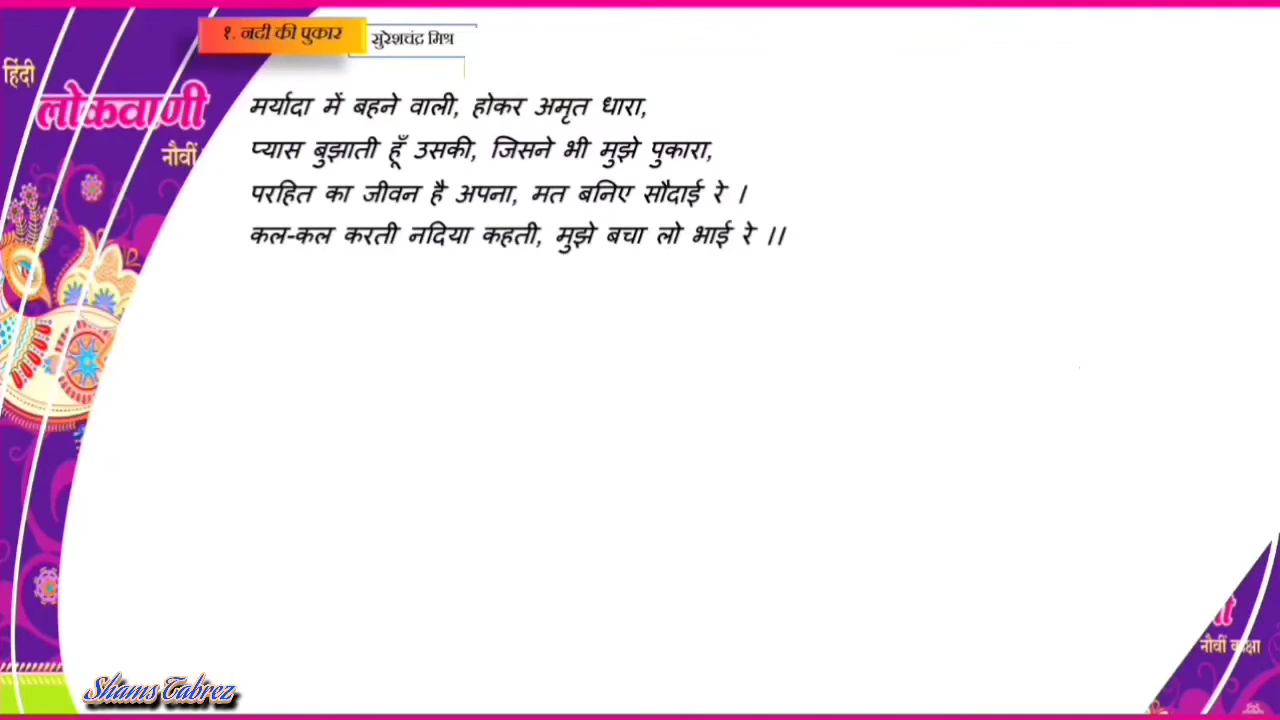 १. नदी की पुकार
सुरेशचंद्र मिश्र
हिंदी
लोकवाणी
नौवीं
मर्यादा में बहने वाली, होकर अमृत धारा,
प्यास बुझाती हूँ उसकी, जिसने भी मुझे पुकारा,
परहित का जीवन है अपना, मत बनिए सौदाई रे ।
कल-कल करती नदिया कहती, मुझे बचा लो भाई रे ।।
नौवीं कक्षा
Shams Tabrez